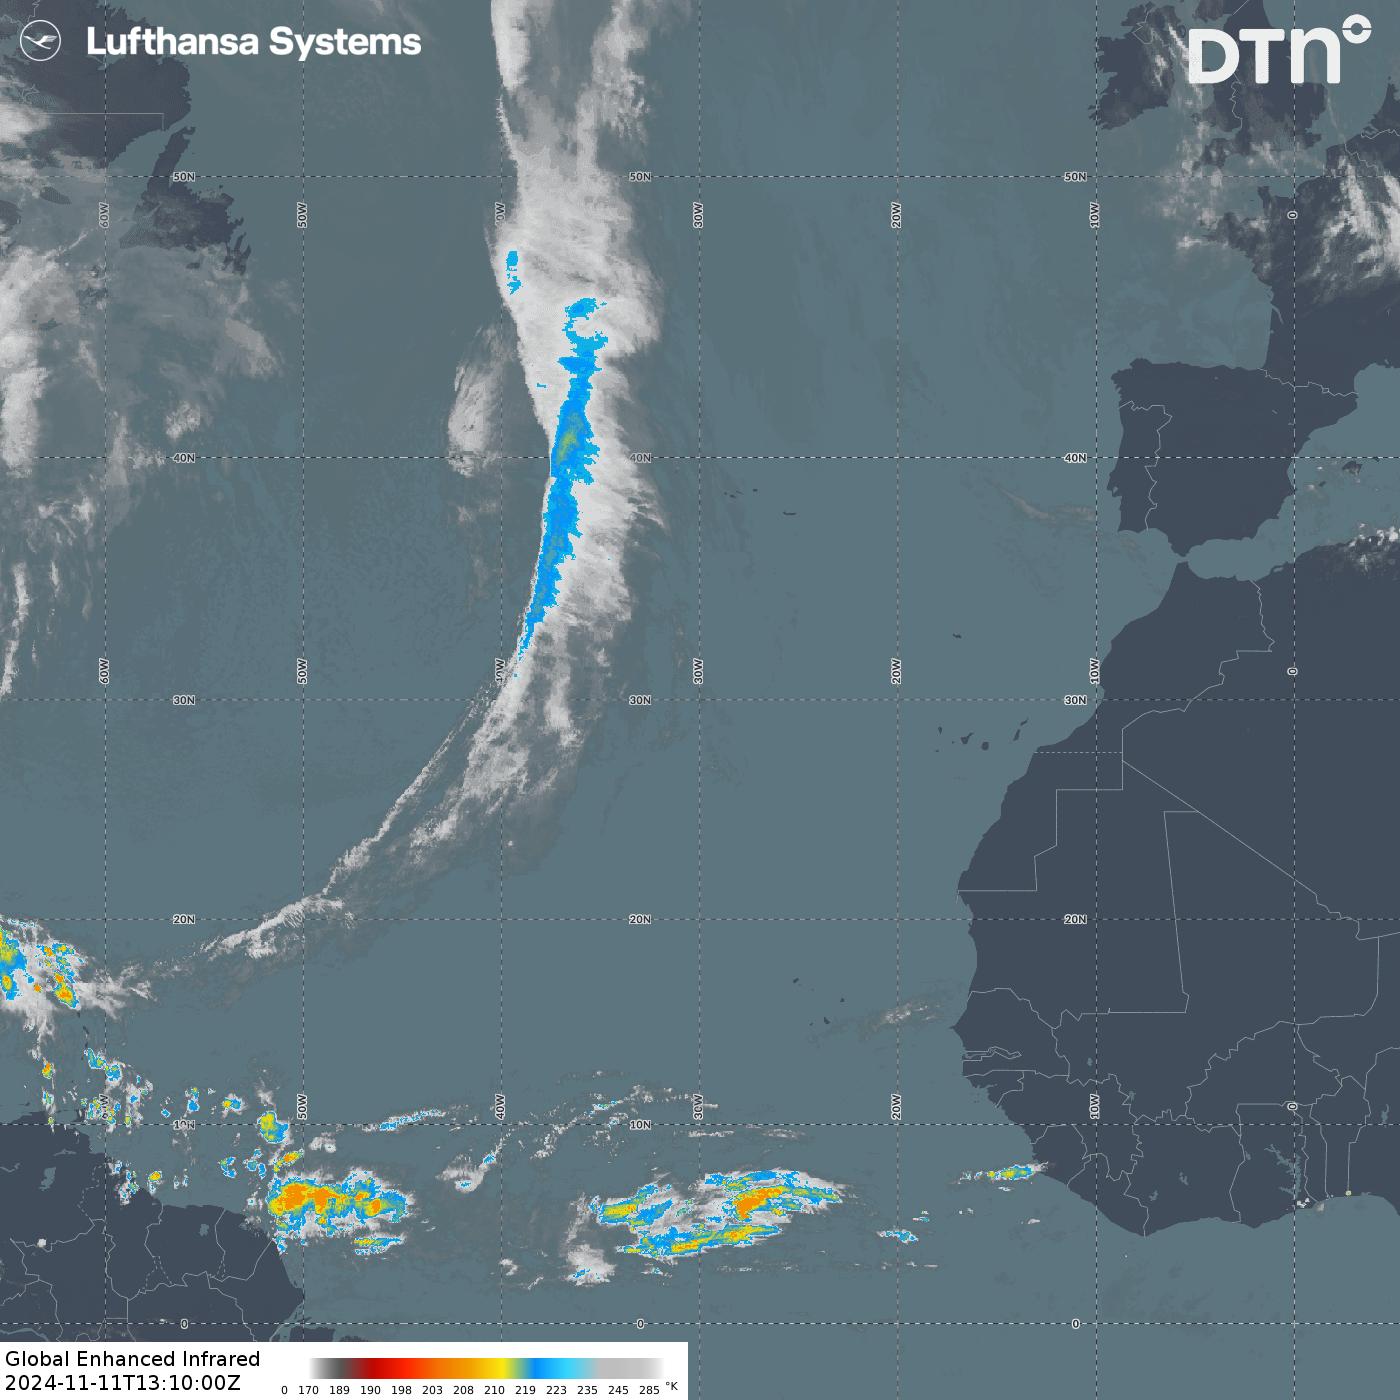 Lufthansa Systems
DTN
50N 50N 50N
60W 50W 40W 30W 20W 10W 0
40N 40N 40N
60W 50W 40W 30W 20W 10W 0
30N 30N 30N
20N 20N 20N
60W 50W 40W 30W 20W 10W 0
10N 10N 10N
0 0 0
Global Enhanced Infrared
2024-11-11T13:10:00Z
0 170 189 190 198 203 208 210 219 223 235 245 285 °K